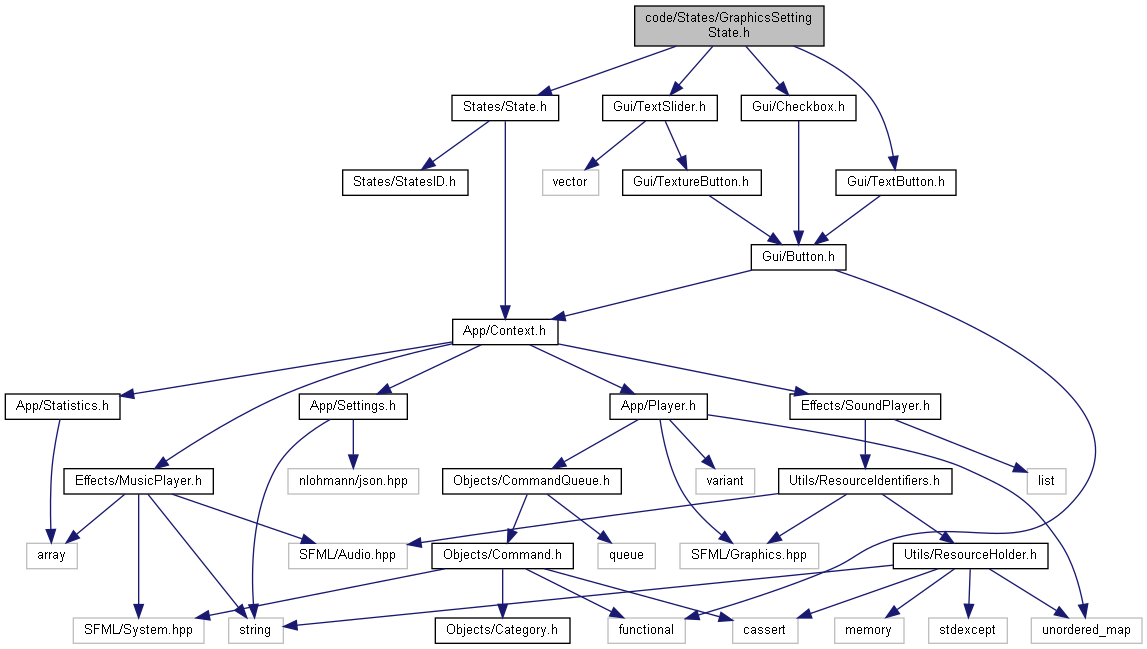 code/States/GraphicsSetting
State.h
States/State.h
Gui/TextSlider.h
Gui/Checkbox.h
States/StatesID.h
vector
Gui/TextureButton.h
Gui/TextButton.h
Gui/Button.h
App/Context.h
App/Statistics.h
App/Settings.h
App/Player.h
Effects/SoundPlayer.h
Effects/MusicPlayer.h
nlohmann/json.hpp
Objects/CommandQueue.h
variant
Utils/ResourceIdentifiers.h
list
array
SFML/Audio.hpp
Objects/Command.h
queue
SFML/Graphics.hpp
Utils/ResourceHolder.h
SFML/System.hpp
string
Objects/Category.h
functional
cassert
memory
stdexcept
unordered_map